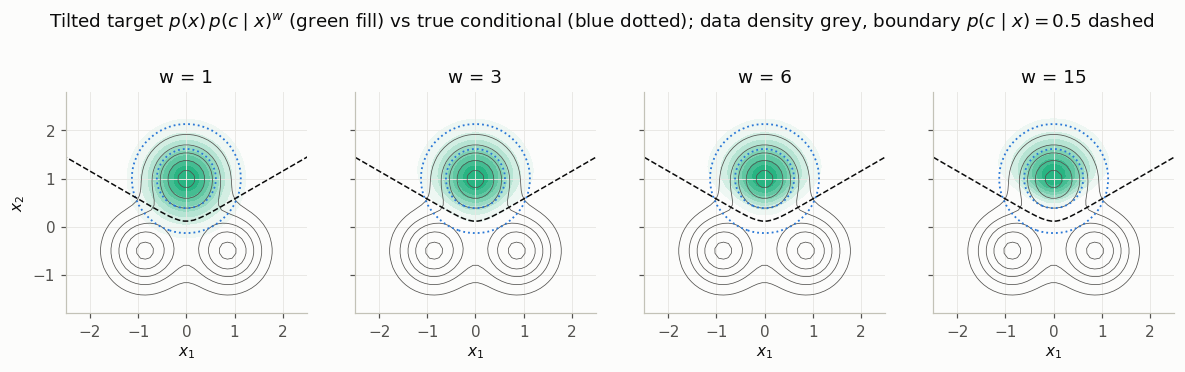 Tilted target p(x) p(c | x)^w (green fill) vs true conditional (blue dotted); data density grey, boundary p(c | x) = 0.5 dashed
w = 1
w = 3
w = 6
w = 15
2
1
0
−1
x₂
−2 −1 0 1 2
−2 −1 0 1 2
−2 −1 0 1 2
−2 −1 0 1 2
x₁
x₁
x₁
x₁